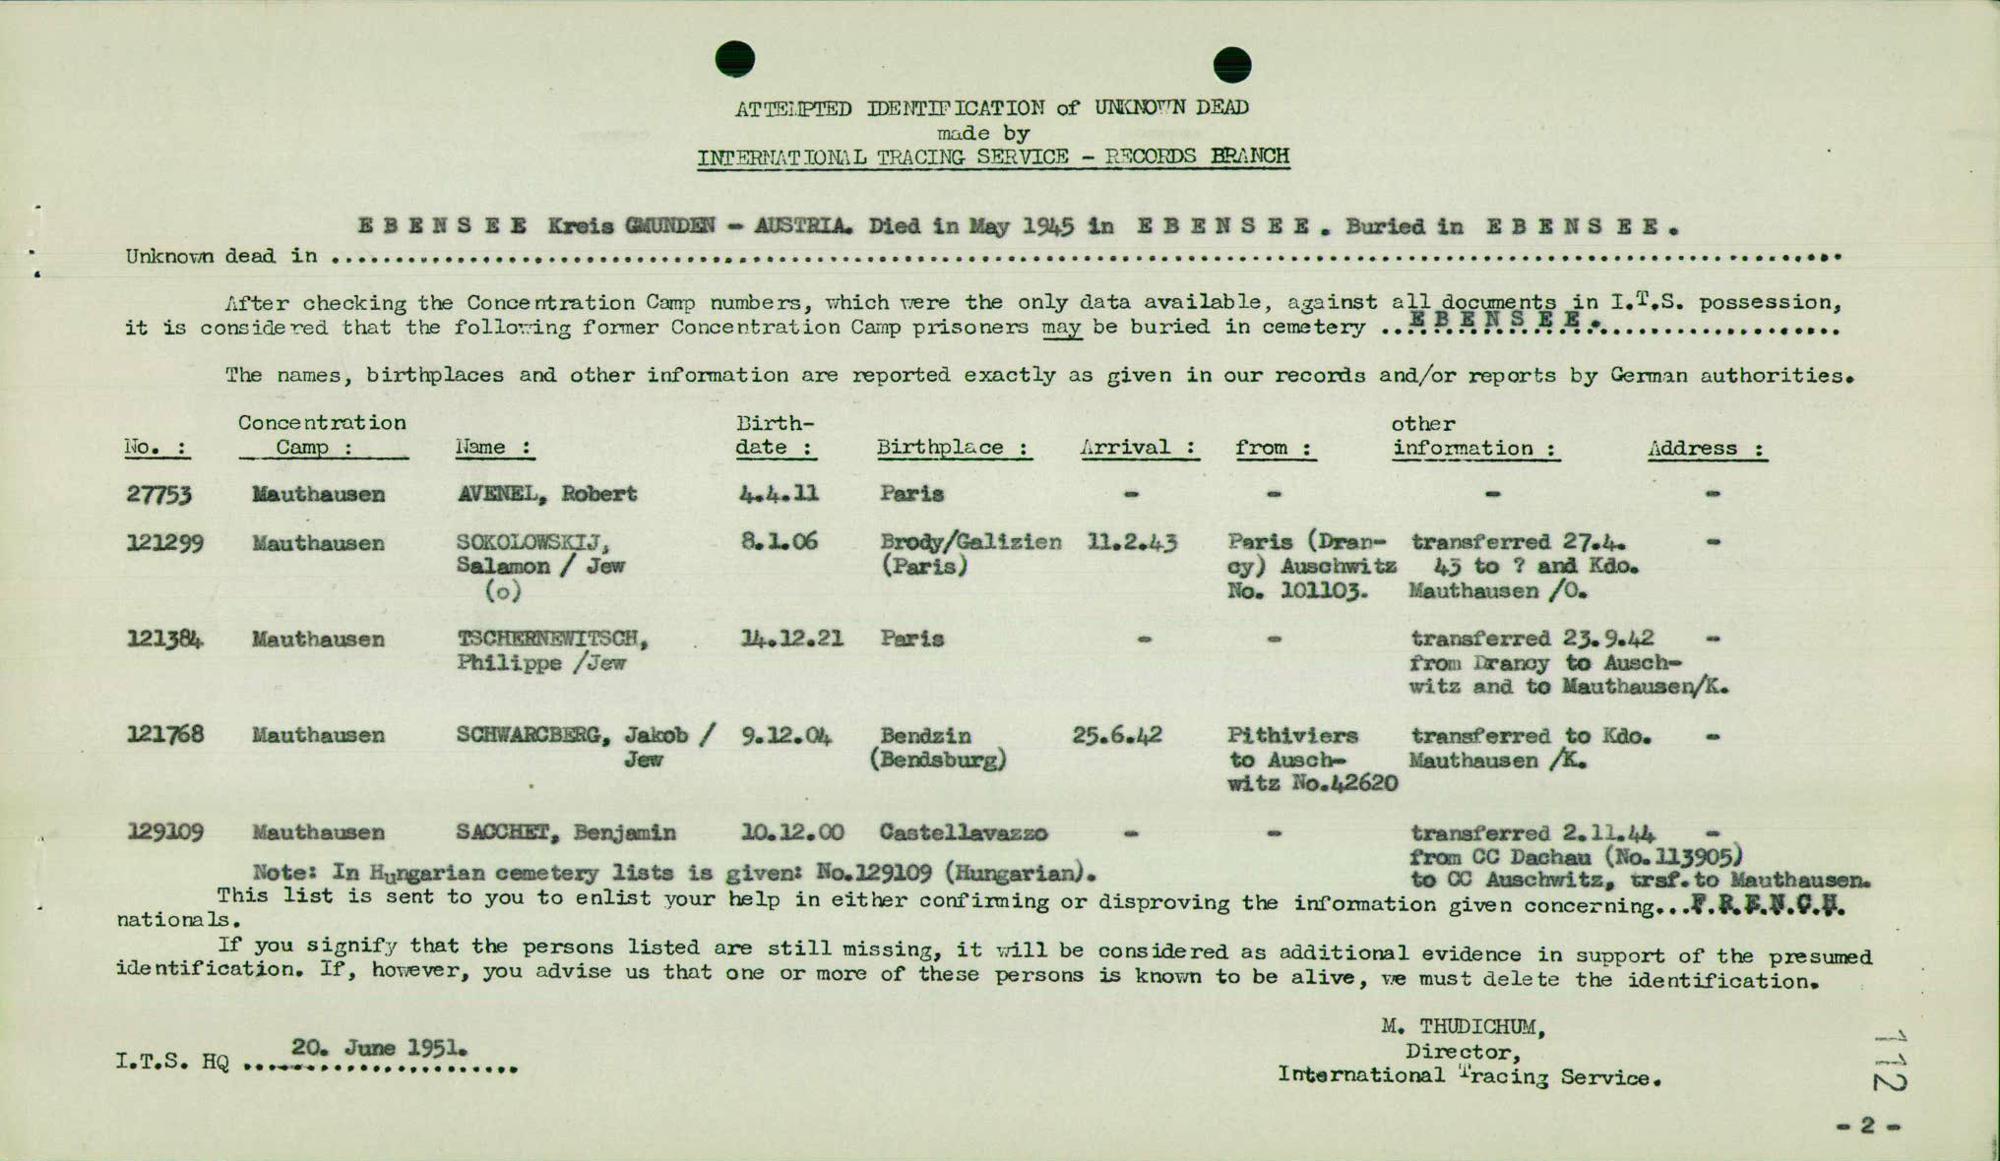 ATTEMPTED IDENTIFICATION of UNKNOWN DEAD
made by
INTERNATIONAL TRACING SERVICE - RECORDS BRANCH
E B E N S E E Kreis GMUNDEN - AUSTRIA. Died in May 1945 in E B E N S E E . Buried in E B E N S E E .
Unknown dead in ..........
After checking the Concentration Camp numbers, which were the only data available, against all documents in I.T.S. possession,
it is considered that the following former Concentration Camp prisoners may be buried in cemetery ..E B E N S E E...........
The names, birthplaces and other information are reported exactly as given in our records and/or reports by German authorities.
Concentration Birth- other
No. : Camp : Name : date : Birthplace : Arrival : from : information : Address :
27753 Mauthausen AVENEL, Robert 4.4.11 Paris - - - -
121299 Mauthausen SOKOLOWSKIJ, 8.1.06 Brody/Galizien 11.2.43 Paris (Dran- transferred 27.4. -
Salamon / Jew (Paris) cy) Auschwitz 43 to ? and Kdo.
(o) No. 101103. Mauthausen /O.
121384 Mauthausen TSCHERNEWITSCH, 14.12.21 Paris - - transferred 23.9.42 -
Philippe /Jew from Drancy to Ausch-
witz and to Mauthausen/K.
121768 Mauthausen SCHWARCBERG, Jakob / 9.12.04 Bendzin 25.6.42 Pithiviers transferred to Kdo. -
Jew (Bendsburg) to Ausch- Mauthausen /K.
witz No.42620
129109 Mauthausen SACCHET, Benjamin 10.12.00 Castellavazzo - - transferred 2.11.44 -
from CC Dachau (No.113905)
Note: In Hungarian cemetery lists is given: No.129109 (Hungarian). to CC Auschwitz, trsf.to Mauthausen.
This list is sent to you to enlist your help in either confirming or disproving the information given concerning...F.R.E.N.C.H.
nationals.
If you signify that the persons listed are still missing, it will be considered as additional evidence in support of the presumed
identification. If, however, you advise us that one or more of these persons is known to be alive, we must delete the identification.
M. THUDICHUM,
20. June 1951.
I.T.S. HQ ......................
Director,
International Tracing Service.
112
- 2 -